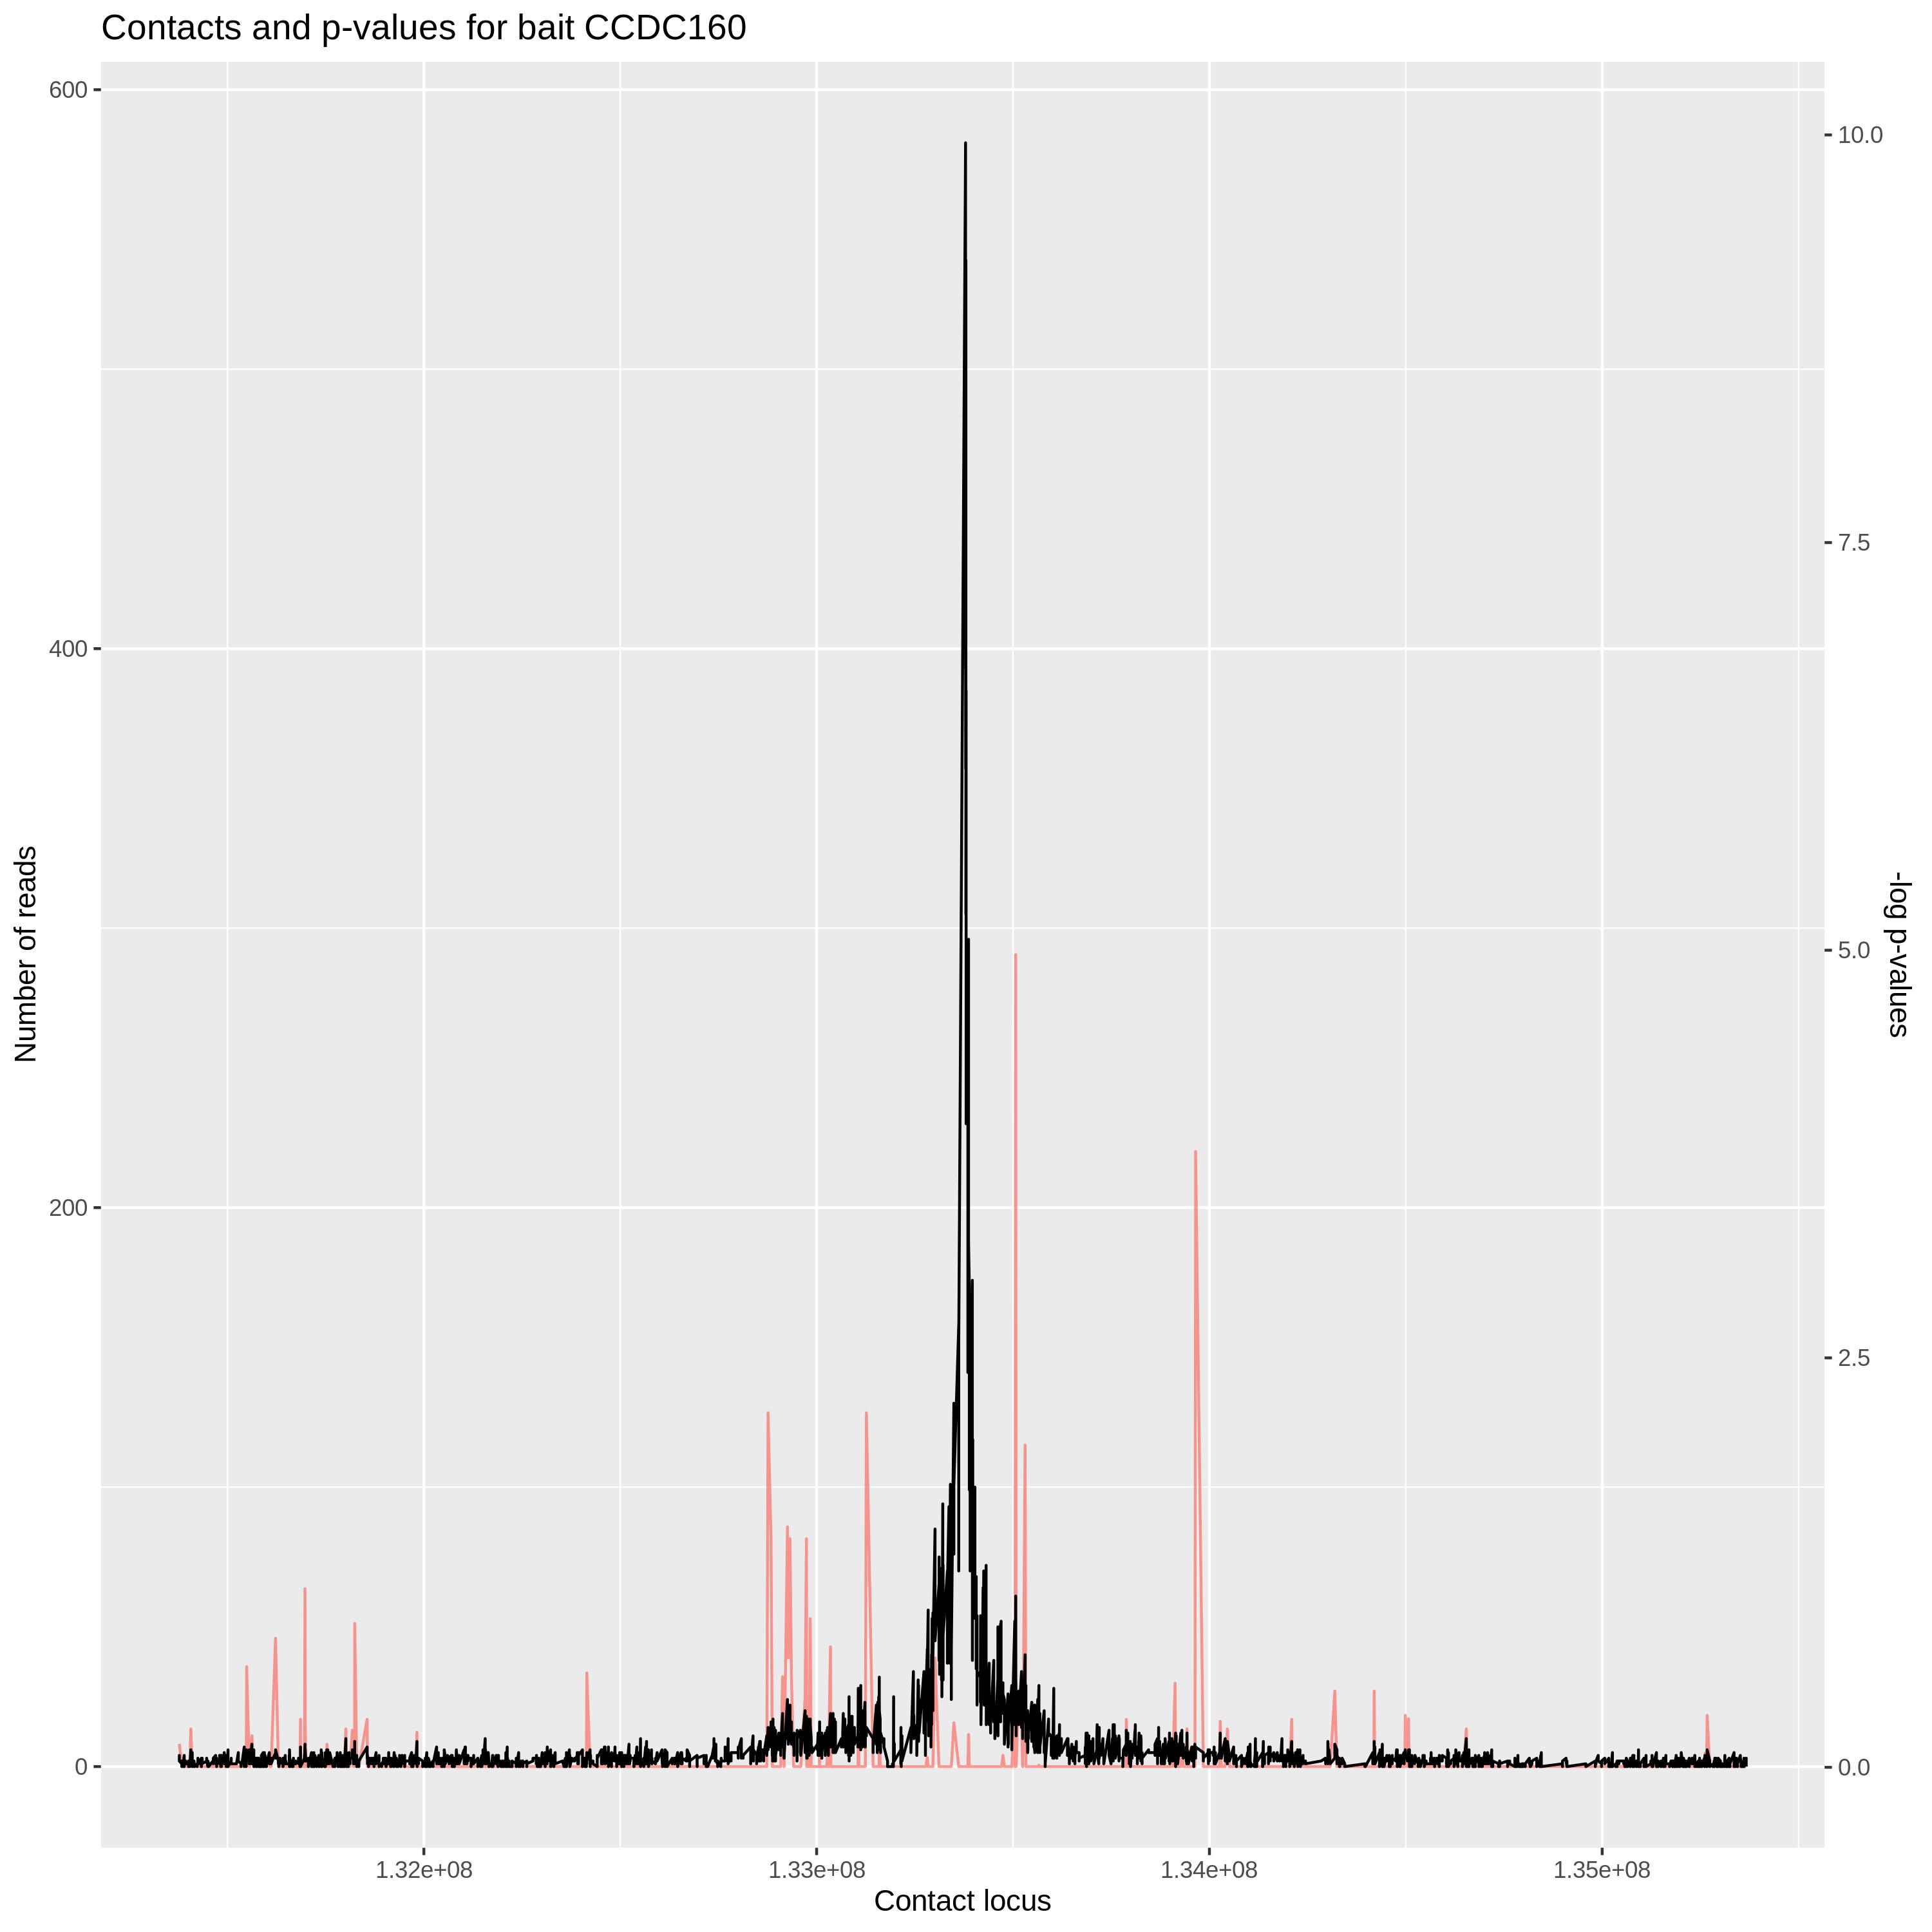 Contacts and p-values for bait CCDC160
600
400
200
0
Number of reads
10.0
7.5
5.0
2.5
0.0
-log p-values
1.32e+08
1.33e+08
1.34e+08
1.35e+08
Contact locus